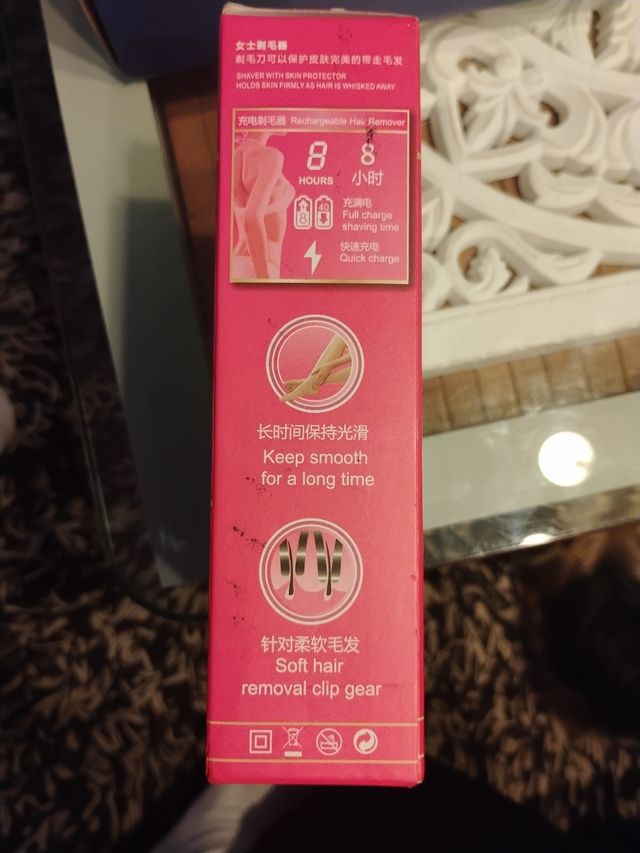 女士剃毛器
剃毛刀可以保护皮肤完美的带走毛发
SHAVER WITH SKIN PROTECTOR
HOLDS SKIN FIRMLY AS HAIR IS WHISKED AWAY
充电剃毛器 Rechargeable Hair Remover
8 8
HOURS 小时
8 40
充满电
Full charge
shaving time
快速充电
Quick charge
长时间保持光滑
Keep smooth
for a long time
针对柔软毛发
Soft hair
removal clip gear